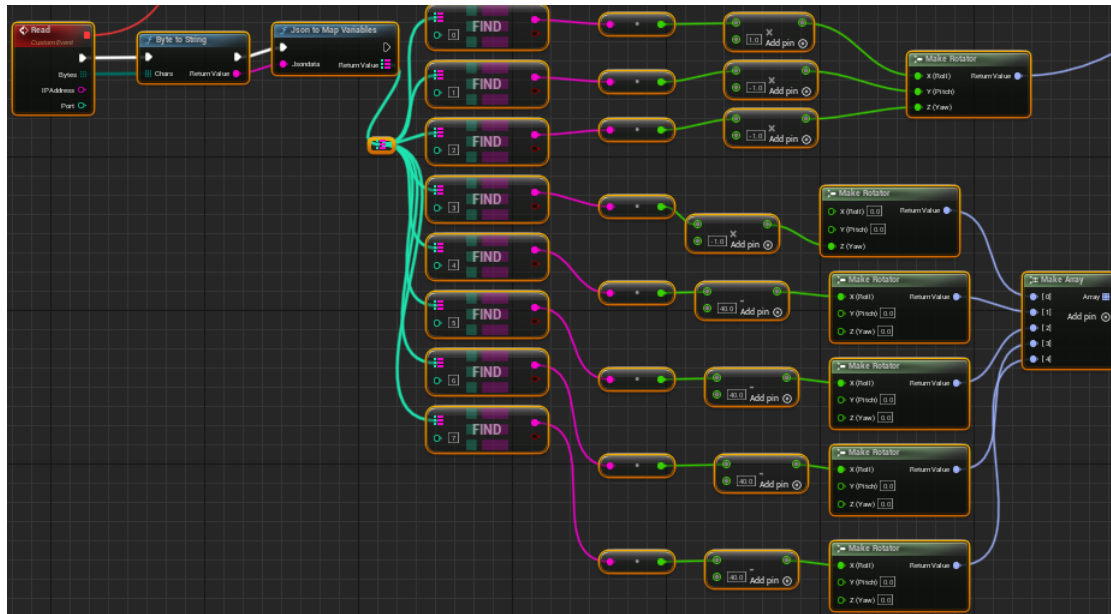 Read
Custom Event
Bytes
IP Address
Port
Byte to String
Chars
Return Value
Json to Map Variables
Jsondata
Return Value
FIND
0
FIND
1
FIND
2
FIND
3
FIND
4
FIND
5
FIND
6
FIND
7
1.0
Add pin
-1.0
Add pin
-1.0
Add pin
-1.0
Add pin
40.0
Add pin
40.0
Add pin
40.0
Add pin
40.0
Add pin
Make Rotator
X (Roll)
Return Value
Y (Pitch)
Z (Yaw)
Make Rotator
X (Roll) 0.0
Return Value
Y (Pitch) 0.0
Z (Yaw)
Make Rotator
X (Roll)
Return Value
Y (Pitch) 0.0
Z (Yaw) 0.0
Make Rotator
X (Roll)
Return Value
Y (Pitch) 0.0
Z (Yaw) 0.0
Make Rotator
X (Roll)
Return Value
Y (Pitch) 0.0
Z (Yaw) 0.0
Make Rotator
X (Roll)
Return Value
Y (Pitch) 0.0
Z (Yaw) 0.0
Make Array
[0]
Array
[1]
Add pin
[2]
[3]
[4]